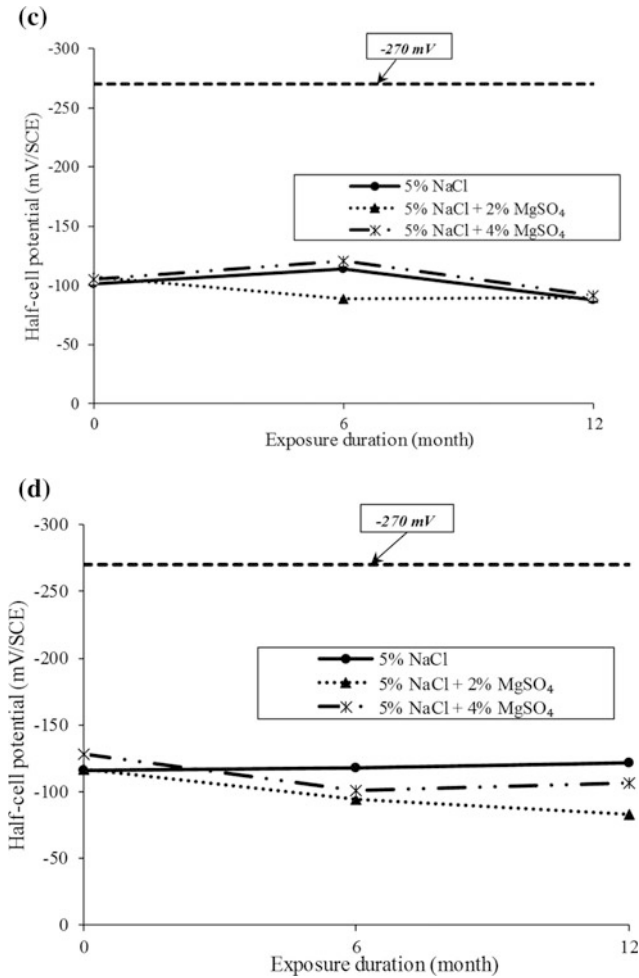 (c)
-300
-270 mV
-250
-200
5% NaCl
5% NaCl + 2% MgSO₄
5% NaCl + 4% MgSO₄
-150
-100
-50
0
0 6 12
Half-cell potential (mV/SCE)
Exposure duration (month)
(d)
-300
-270 mV
-250
-200
5% NaCl
5% NaCl + 2% MgSO₄
5% NaCl + 4% MgSO₄
-150
-100
-50
0
0 6 12
Half-cell potential (mV/SCE)
Exposure duration (month)